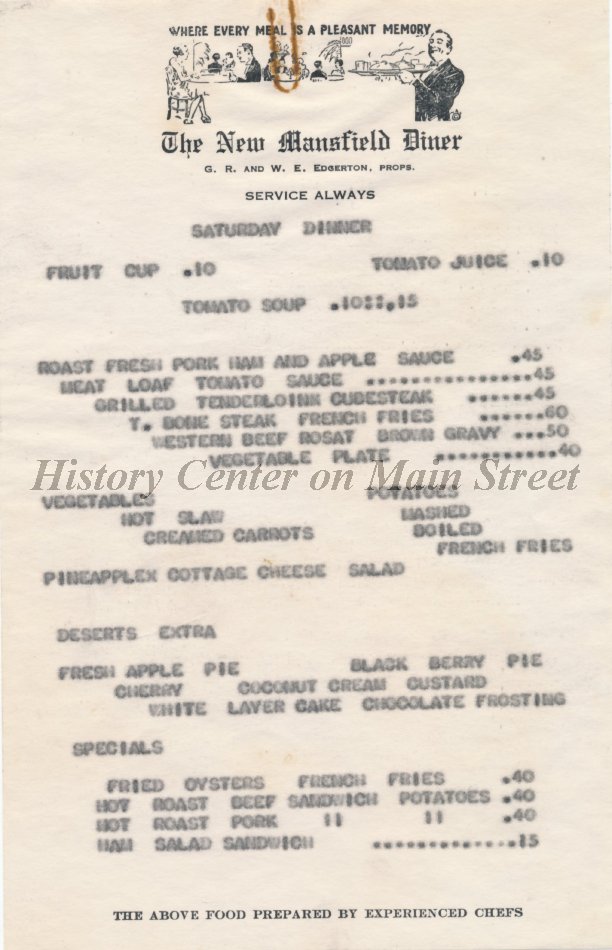 WHERE EVERY MEAL IS A PLEASANT MEMORY
FOOD
The New Mansfield Diner
G. R. AND W. E. EDGERTON, PROPS.
SERVICE ALWAYS
SATURDAY DINNER
FRUIT CUP .10 TOMATO JUICE .10
TOMATO SOUP .10::.15
ROAST FRESH PORK HAM AND APPLE SAUCE .45
MEAT LOAF TOMATO SAUCE ................45
GRILLED TENDERLOINK CUBESTEAK ......45
T. BONE STEAK FRENCH FRIES ......60
WESTERN BEEF ROSAT BROWN GRAVY ...50
VEGETABLE PLATE ............40
History Center on Main Street
VEGETABLES POTATOES
HOT SLAW MASHED
CREAMED CARROTS BOILED
FRENCH FRIES
PINEAPPLEX COTTAGE CHEESE SALAD
DESERTS EXTRA
FRESH APPLE PIE BLACK BERRY PIE
CHERRY COCONUT CREAM CUSTARD
WHITE LAYER CAKE CHOCOLATE FROSTING
SPECIALS
FRIED OYSTERS FRENCH FRIES .40
HOT ROAST BEEF SANDWICH POTATOES .40
HOT ROAST PORK " " .40
HAM SALAD SANDWICH ..............15
THE ABOVE FOOD PREPARED BY EXPERIENCED CHEFS